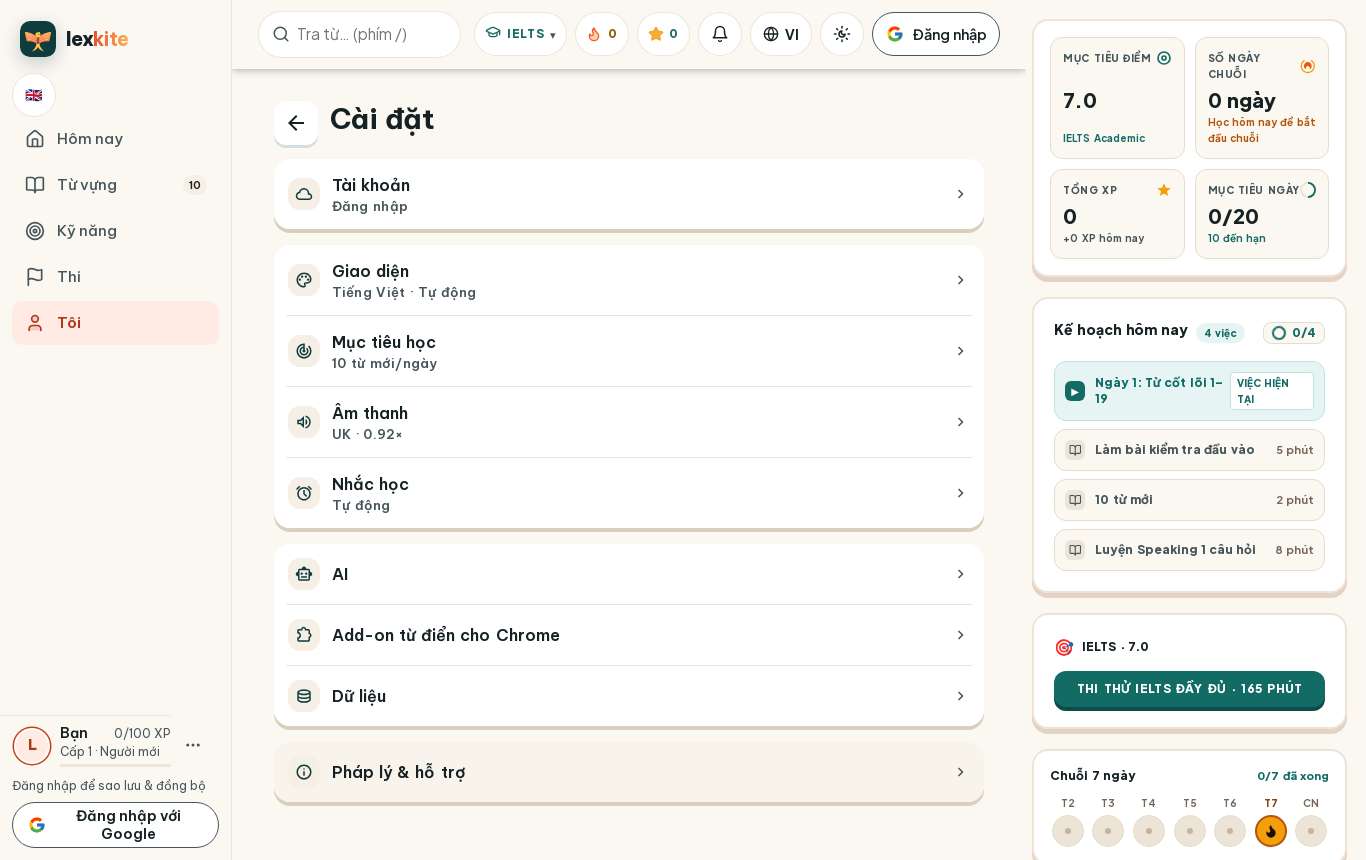 lexkite
Hôm nay
Từ vựng
10
Kỹ năng
Thi
Tôi
L
Bạn
0/100 XP
Cấp 1 · Người mới
Đăng nhập để sao lưu & đồng bộ
Đăng nhập với
Google
Tra từ... (phím /)
IELTS ▾
0
0
VI
Đăng nhập
Cài đặt
Tài khoản
Đăng nhập
Giao diện
Tiếng Việt · Tự động
Mục tiêu học
10 từ mới/ngày
Âm thanh
UK · 0.92×
Nhắc học
Tự động
AI
Add-on từ điển cho Chrome
Dữ liệu
Pháp lý & hỗ trợ
MỤC TIÊU ĐIỂM
7.0
IELTS Academic
SỐ NGÀY
CHUỖI
0 ngày
Học hôm nay để bắt
đầu chuỗi
TỔNG XP
0
+0 XP hôm nay
MỤC TIÊU NGÀY
0/20
10 đến hạn
Kế hoạch hôm nay
4 việc
0/4
Ngày 1: Từ cốt lõi 1–
19
VIỆC HIỆN
TẠI
Làm bài kiểm tra đầu vào
5 phút
10 từ mới
2 phút
Luyện Speaking 1 câu hỏi
8 phút
IELTS · 7.0
THI THỬ IELTS ĐẦY ĐỦ · 165 PHÚT
Chuỗi 7 ngày
0/7 đã xong
T2 T3 T4 T5 T6 T7 CN